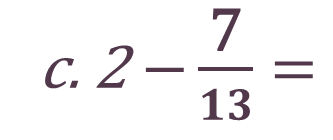 c. 2 − 7/13 =